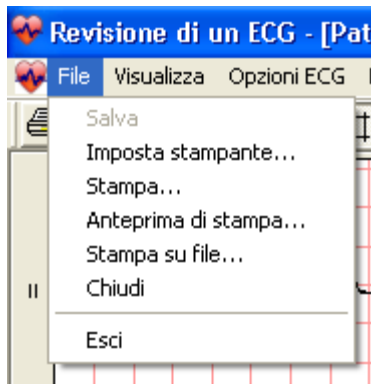 Revisione di un ECG - [Pat
File Visualizza Opzioni ECG
Salva
Imposta stampante...
Stampa...
Anteprima di stampa...
Stampa su file...
Chiudi
II
Esci